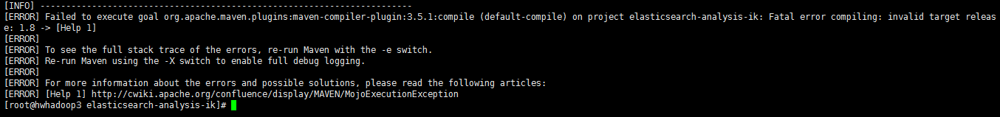 [INFO] ------------------------------------------------------------------------
[ERROR] Failed to execute goal org.apache.maven.plugins:maven-compiler-plugin:3.5.1:compile (default-compile) on project elasticsearch-analysis-ik: Fatal error compiling: invalid target releas
e: 1.8 -> [Help 1]
[ERROR]
[ERROR] To see the full stack trace of the errors, re-run Maven with the -e switch.
[ERROR] Re-run Maven using the -X switch to enable full debug logging.
[ERROR]
[ERROR] For more information about the errors and possible solutions, please read the following articles:
[ERROR] [Help 1] http://cwiki.apache.org/confluence/display/MAVEN/MojoExecutionException
[root@hwhadoop3 elasticsearch-analysis-ik]#